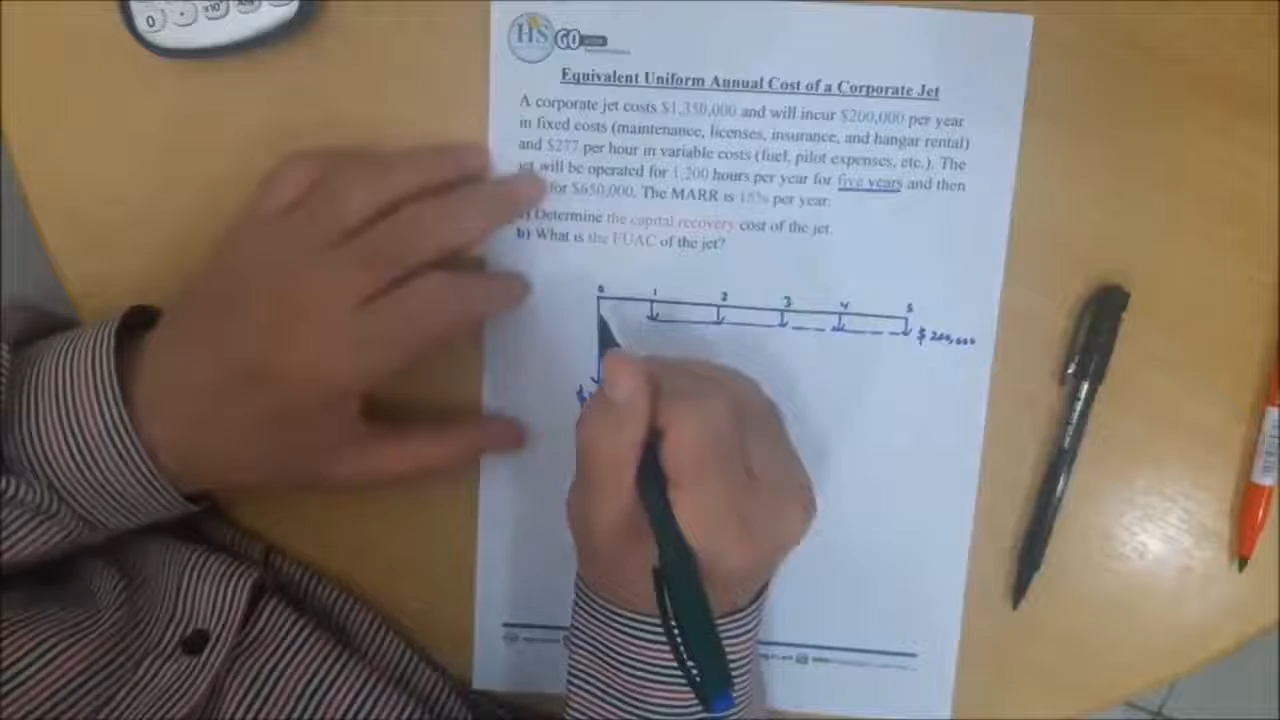 0
.
x10ˣ
Ans
HS
GO
Equivalent Uniform Annual Cost of a Corporate Jet
A corporate jet costs $1,350,000 and will incur $200,000 per year
in fixed costs (maintenance, licenses, insurance, and hangar rental)
and $277 per hour in variable costs (fuel, pilot expenses, etc.). The
jet will be operated for 1,200 hours per year for five years and then
for $650,000. The MARR is 15% per year.
a) Determine the capital recovery cost of the jet.
b) What is the EUAC of the jet?
0 1 2 3 4 5
$ 200,000
$